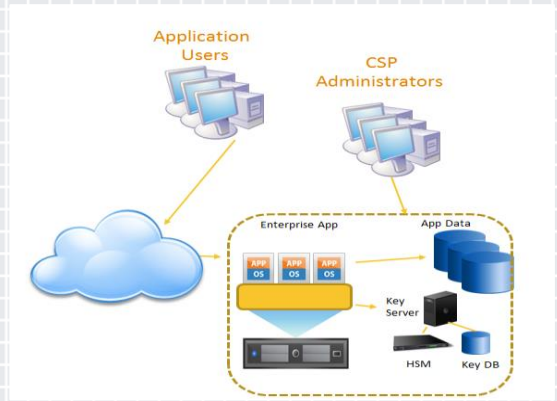 Application
Users
CSP
Administrators
Enterprise App
App Data
APP APP APP
OS OS OS
Key
Server
HSM
Key DB